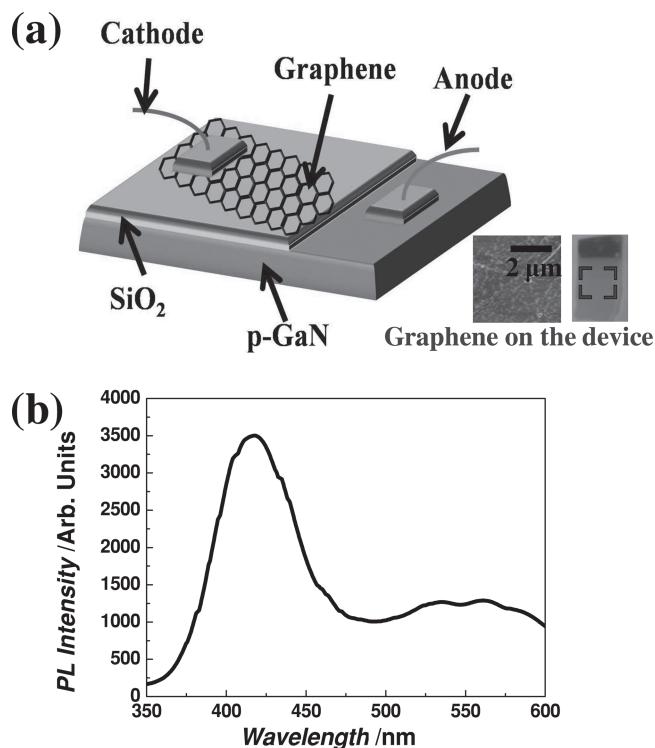 (a)
Cathode
Graphene
Anode
SiO₂
p-GaN
2 μm
Graphene on the device
(b)
PL Intensity /Arb. Units
4000
3500
3000
2500
2000
1500
1000
500
0
350 400 450 500 550 600
Wavelength /nm